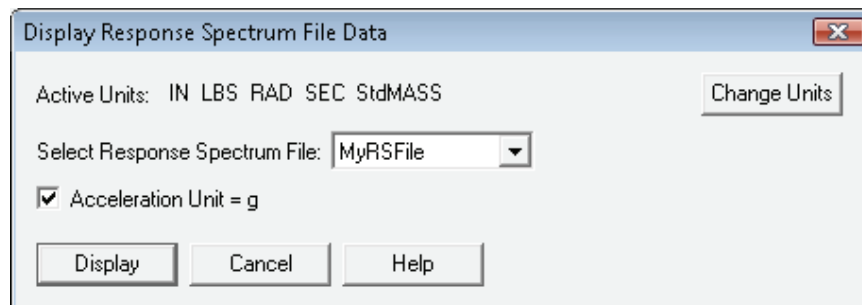 Display Response Spectrum File Data
Active Units: IN LBS RAD SEC StdMASS Change Units
Select Response Spectrum File: MyRSFile
Acceleration Unit = g
Display Cancel Help